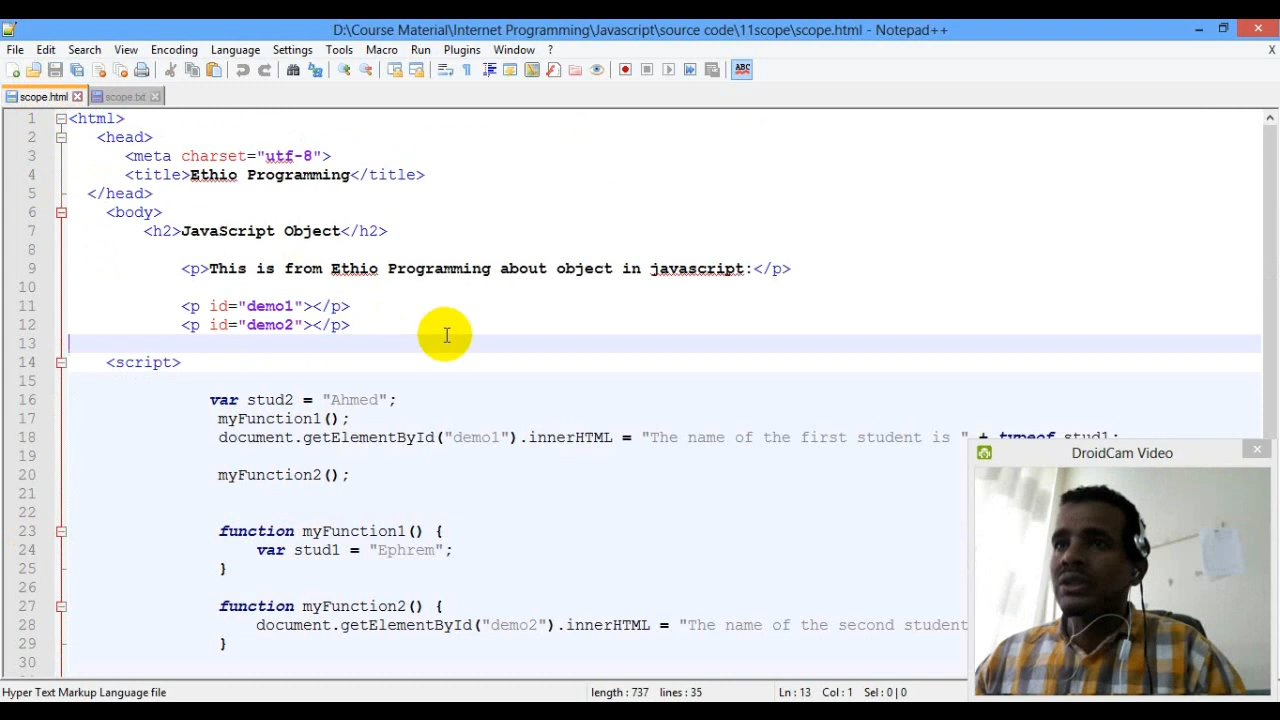 D:\Course Material\Internet Programming\Javascript\source code\11scope\scope.html - Notepad++
File Edit Search View Encoding Language Settings Tools Macro Run Plugins Window ?
X
ABC
scope.html scope.txt
1 <html>
2 <head>
3 <meta charset="utf-8">
4 <title>Ethio Programming</title>
5 </head>
6 <body>
7 <h2>JavaScript Object</h2>
8
9 <p>This is from Ethio Programming about object in javascript:</p>
10
11 <p id="demo1"></p>
12 <p id="demo2"></p>
13
14 <script>
15
16 var stud2 = "Ahmed";
17 myFunction1();
18 document.getElementById("demo1").innerHTML = "The name of the first student is " + typeof stud1;
19
20 myFunction2();
21
22
23 function myFunction1() {
24 var stud1 = "Ephrem";
25 }
26
27 function myFunction2() {
28 document.getElementById("demo2").innerHTML = "The name of the second student
29 }
30
DroidCam Video
Hyper Text Markup Language file length : 737 lines : 35 Ln : 13 Col : 1 Sel : 0 | 0